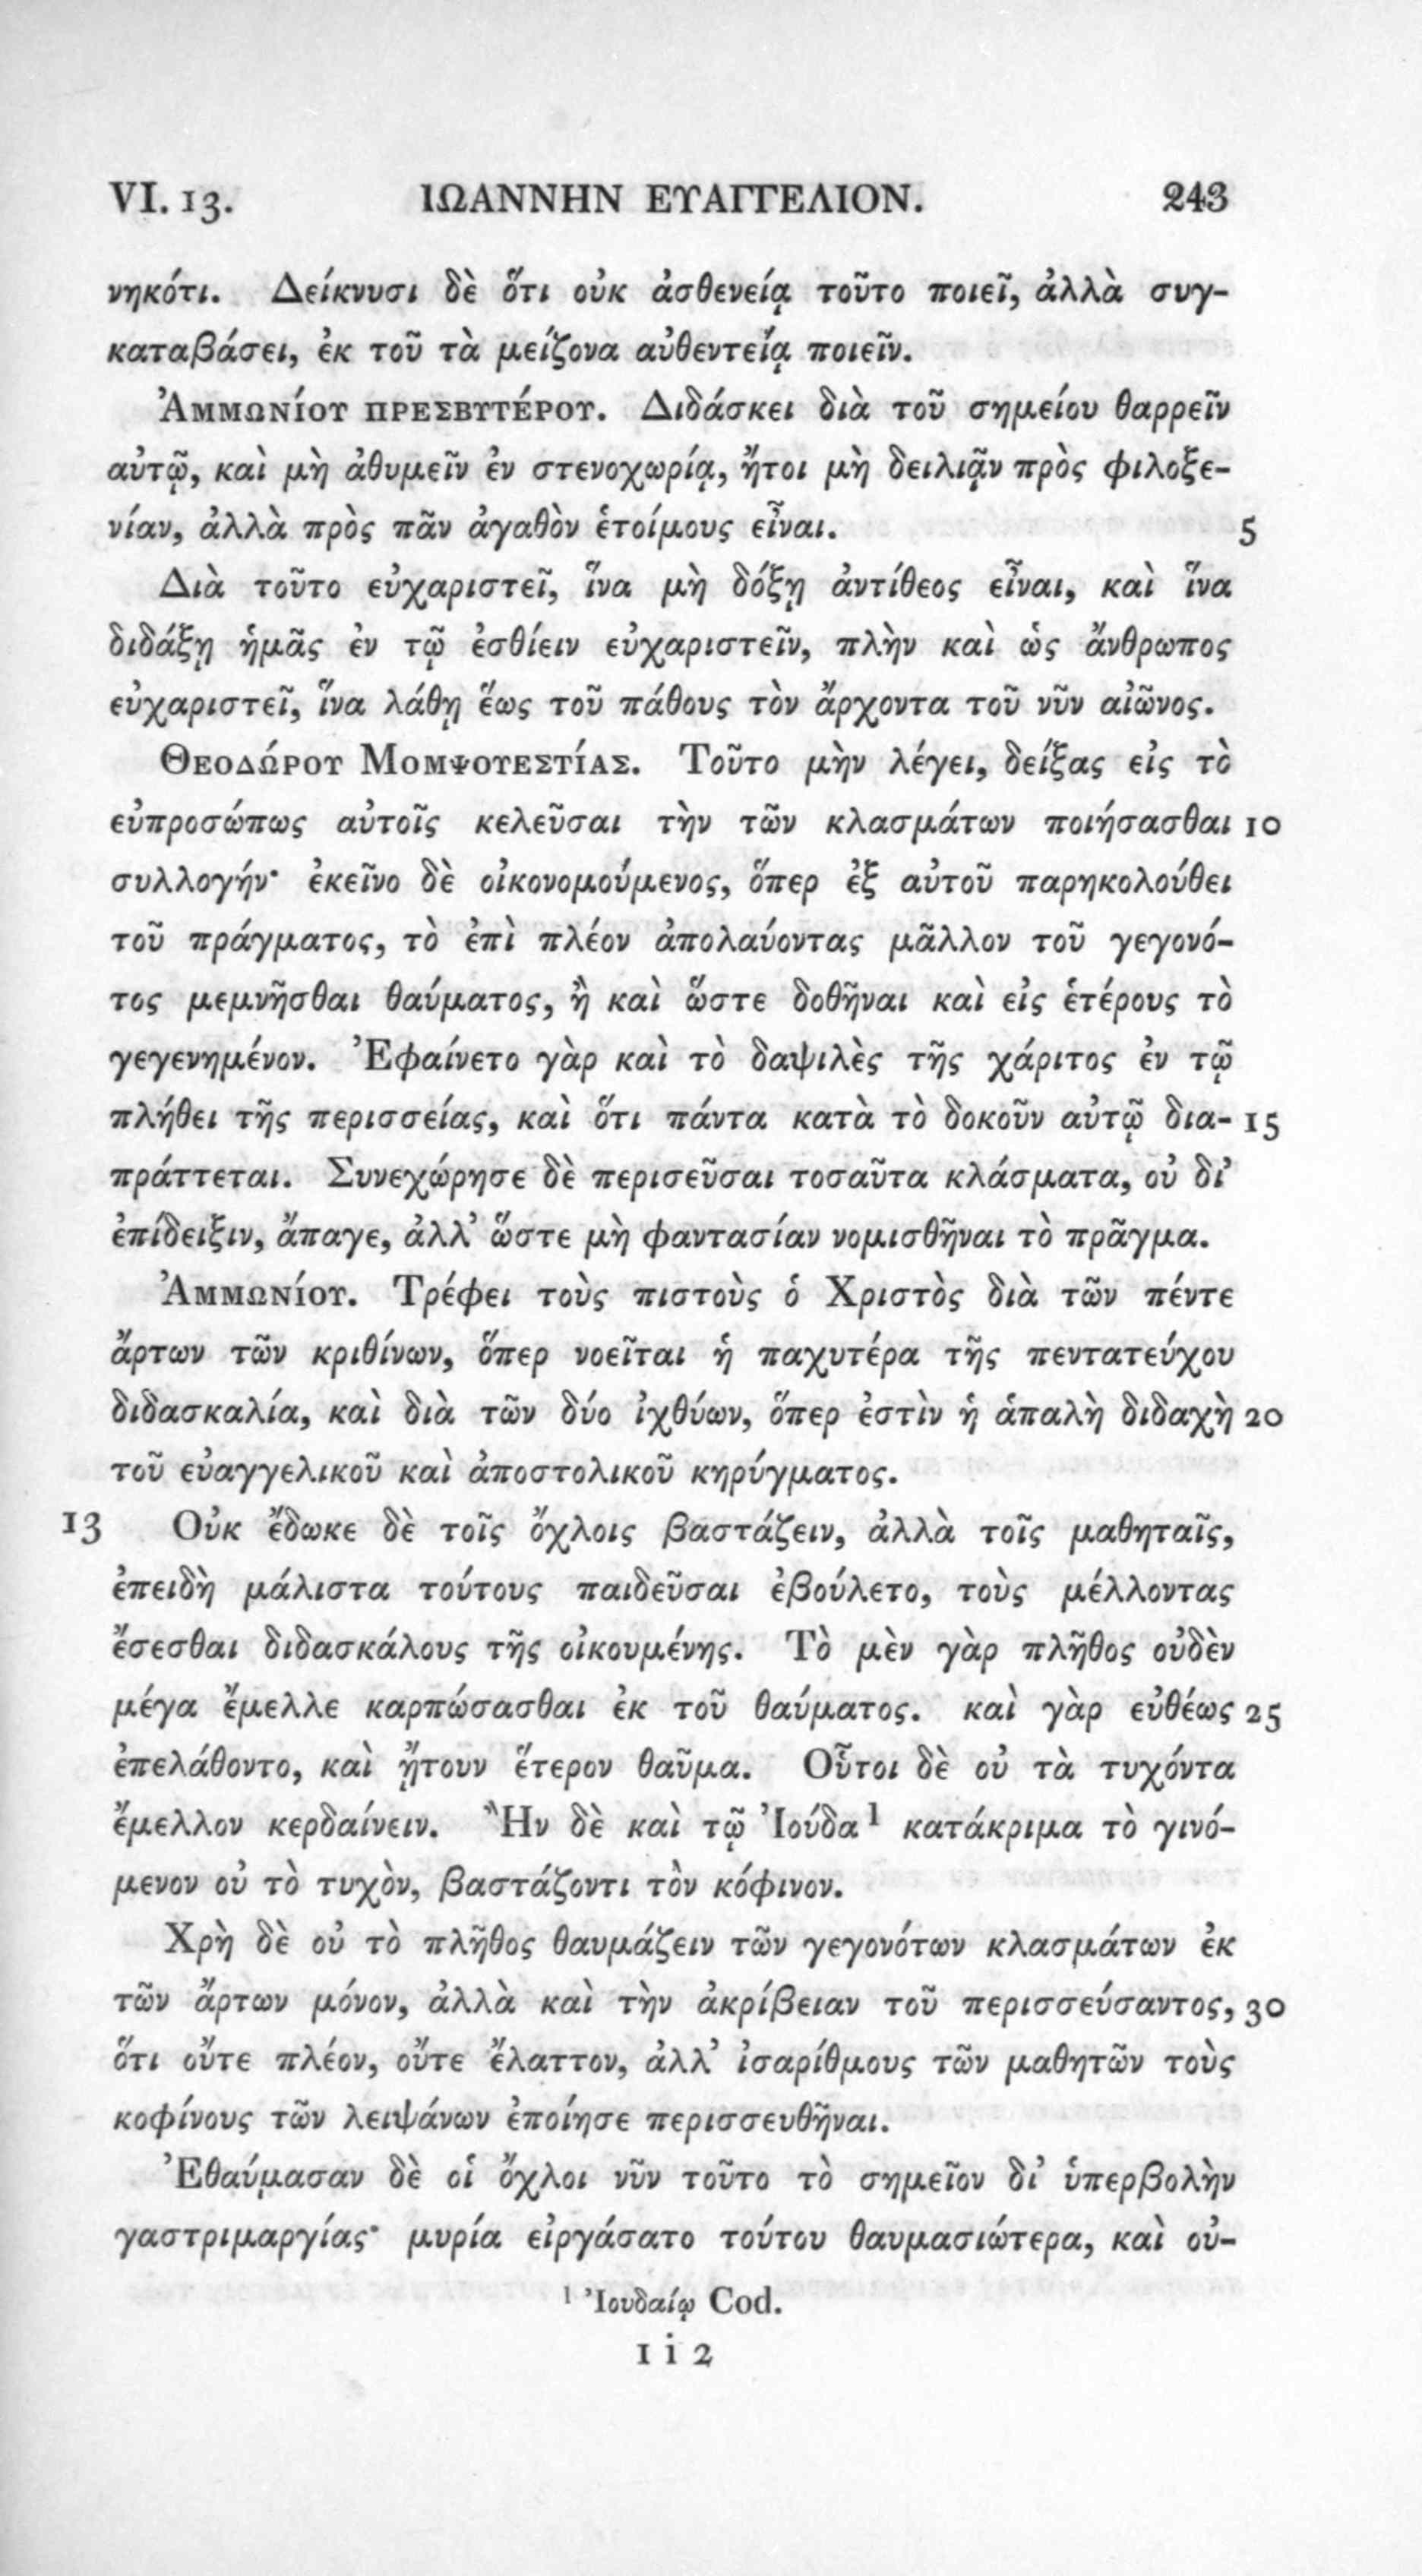 VI. 13. ΙΩΑΝΝΗΝ ΕΥΑΓΓΕΛΙΟΝ. 243
νηκότι. Δείκνυσι δὲ ὅτι οὐκ ἀσθενείᾳ τοῦτο ποιεῖ, ἀλλὰ συγ-
καταβάσει, ἐκ τοῦ τὰ μείζονα αὐθεντείᾳ ποιεῖν.
Ἀμμωνίου πρεσβυτέρου. Διδάσκει διὰ τοῦ σημείου θαρρεῖν
αὐτῷ, καὶ μὴ ἀθυμεῖν ἐν στενοχωρίᾳ, ἤτοι μὴ δειλιᾷν πρὸς φιλοξε-
νίαν, ἀλλὰ πρὸς πᾶν ἀγαθὸν ἑτοίμους εἶναι. 5
Διὰ τοῦτο εὐχαριστεῖ, ἵνα μὴ δόξῃ ἀντίθεος εἶναι, καὶ ἵνα
διδάξῃ ἡμᾶς ἐν τῷ ἐσθίειν εὐχαριστεῖν, πλὴν καὶ ὡς ἄνθρωπος
εὐχαριστεῖ, ἵνα λάθῃ ἕως τοῦ πάθους τὸν ἄρχοντα τοῦ νῦν αἰῶνος.
Θεοδώρου Μομψουεστίας. Τοῦτο μὴν λέγει, δείξας εἰς τὸ
εὐπροσώπως αὐτοῖς κελεῦσαι τὴν τῶν κλασμάτων ποιήσασθαι 10
συλλογήν· ἐκεῖνο δὲ οἰκονομούμενος, ὅπερ ἐξ αὐτοῦ παρηκολούθει
τοῦ πράγματος, τὸ ἐπὶ πλέον ἀπολαύοντας μᾶλλον τοῦ γεγονό-
τος μεμνῆσθαι θαύματος, ἢ καὶ ὥστε δοθῆναι καὶ εἰς ἑτέρους τὸ
γεγενημένον. Ἐφαίνετο γὰρ καὶ τὸ δαψιλὲς τῆς χάριτος ἐν τῷ
πλήθει τῆς περισσείας, καὶ ὅτι πάντα κατὰ τὸ δοκοῦν αὐτῷ δια- 15
πράττεται. Συνεχώρησε δὲ περισεῦσαι τοσαῦτα κλάσματα, οὐ δι’
ἐπίδειξιν, ἄπαγε, ἀλλ’ ὥστε μὴ φαντασίαν νομισθῆναι τὸ πρᾶγμα.
Ἀμμωνίου. Τρέφει τοὺς πιστοὺς ὁ Χριστὸς διὰ τῶν πέντε
ἄρτων τῶν κριθίνων, ὅπερ νοεῖται ἡ παχυτέρα τῆς πεντατεύχου
διδασκαλία, καὶ διὰ τῶν δύο ἰχθύων, ὅπερ ἐστὶν ἡ ἁπαλὴ διδαχὴ 20
τοῦ εὐαγγελικοῦ καὶ ἀποστολικοῦ κηρύγματος.
13 Οὐκ ἔδωκε δὲ τοῖς ὄχλοις βαστάζειν, ἀλλὰ τοῖς μαθηταῖς,
ἐπειδὴ μάλιστα τούτους παιδεῦσαι ἐβούλετο, τοὺς μέλλοντας
ἔσεσθαι διδασκάλους τῆς οἰκουμένης. Τὸ μὲν γὰρ πλῆθος οὐδὲν
μέγα ἔμελλε καρπώσασθαι ἐκ τοῦ θαύματος. καὶ γὰρ εὐθέως 25
ἐπελάθοντο, καὶ ᾔτουν ἕτερον θαῦμα. Οὗτοι δὲ οὐ τὰ τυχόντα
ἔμελλον κερδαίνειν. Ἢν δὲ καὶ τῷ Ἰούδα¹ κατάκριμα τὸ γινό-
μενον οὐ τὸ τυχὸν, βαστάζοντι τὸν κόφινον.
Χρὴ δὲ οὐ τὸ πλῆθος θαυμάζειν τῶν γεγονότων κλασμάτων ἐκ
τῶν ἄρτων μόνον, ἀλλὰ καὶ τὴν ἀκρίβειαν τοῦ περισσεύσαντος, 30
ὅτι οὔτε πλέον, οὔτε ἔλαττον, ἀλλ’ ἰσαρίθμους τῶν μαθητῶν τοὺς
κοφίνους τῶν λειψάνων ἐποίησε περισσευθῆναι.
Ἐθαύμασαν δὲ οἱ ὄχλοι νῦν τοῦτο τὸ σημεῖον δι’ ὑπερβολὴν
γαστριμαργίας· μυρία εἰργάσατο τούτου θαυμασιώτερα, καὶ οὐ-
¹ Ἰουδαίῳ Cod.
I i 2